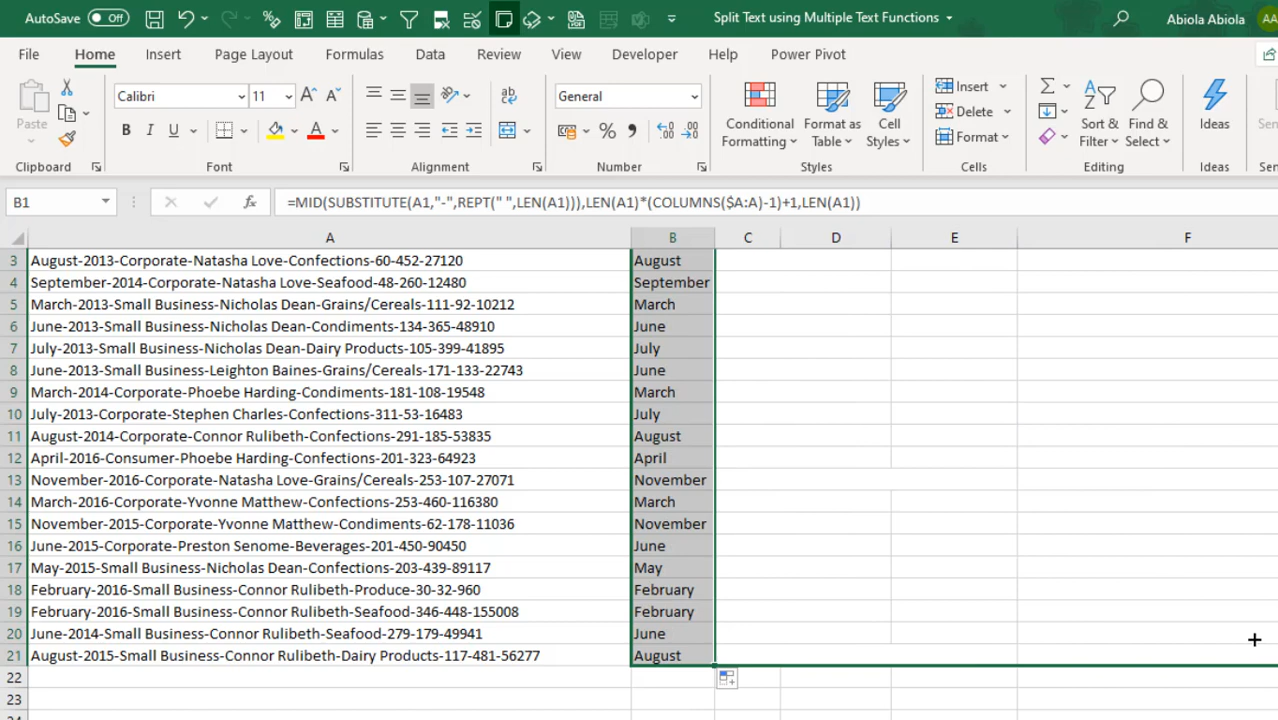 AutoSave Off Split Text using Multiple Text Functions Abiola Abiola AA
File Home Insert Page Layout Formulas Data Review View Developer Help Power Pivot
Calibri 11 General Insert
Delete
Format
Paste Conditional Formatting Format as Table Cell Styles Sort & Filter Find & Select Ideas
Clipboard Font Alignment Number Styles Cells Editing Ideas
B1 fx =MID(SUBSTITUTE(A1,"-",REPT(" ",LEN(A1))),LEN(A1)*(COLUMNS($A:A)-1)+1,LEN(A1))
A B C D E F
3 August-2013-Corporate-Natasha Love-Confections-60-452-27120 August
4 September-2014-Corporate-Natasha Love-Seafood-48-260-12480 September
5 March-2013-Small Business-Nicholas Dean-Grains/Cereals-111-92-10212 March
6 June-2013-Small Business-Nicholas Dean-Condiments-134-365-48910 June
7 July-2013-Small Business-Nicholas Dean-Dairy Products-105-399-41895 July
8 June-2013-Small Business-Leighton Baines-Grains/Cereals-171-133-22743 June
9 March-2014-Corporate-Phoebe Harding-Condiments-181-108-19548 March
10 July-2013-Corporate-Stephen Charles-Confections-311-53-16483 July
11 August-2014-Corporate-Connor Rulibeth-Confections-291-185-53835 August
12 April-2016-Consumer-Phoebe Harding-Confections-201-323-64923 April
13 November-2016-Corporate-Natasha Love-Grains/Cereals-253-107-27071 November
14 March-2016-Corporate-Yvonne Matthew-Confections-253-460-116380 March
15 November-2015-Corporate-Yvonne Matthew-Condiments-62-178-11036 November
16 June-2015-Corporate-Preston Senome-Beverages-201-450-90450 June
17 May-2015-Small Business-Nicholas Dean-Confections-203-439-89117 May
18 February-2016-Small Business-Connor Rulibeth-Produce-30-32-960 February
19 February-2016-Small Business-Connor Rulibeth-Seafood-346-448-155008 February
20 June-2014-Small Business-Connor Rulibeth-Seafood-279-179-49941 June
21 August-2015-Small Business-Connor Rulibeth-Dairy Products-117-481-56277 August
22
23